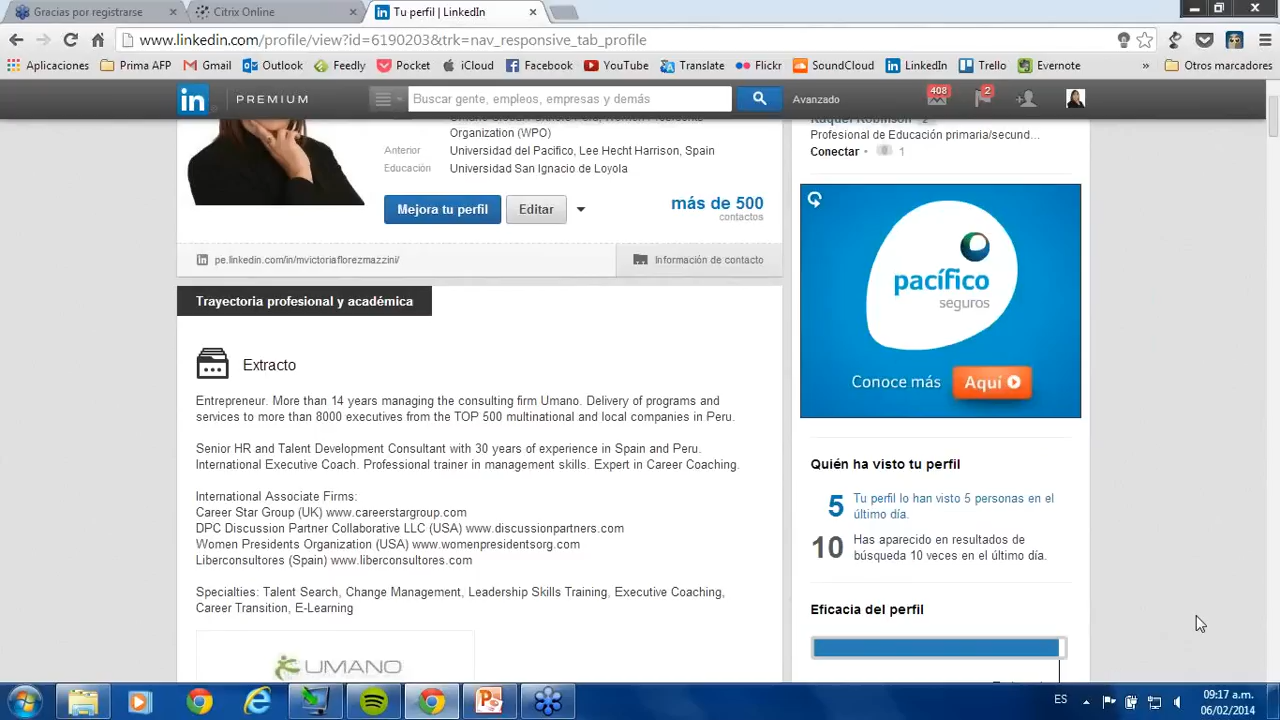 Gracias por registrarse
Citrix Online
Tu perfil | LinkedIn
www.linkedin.com/profile/view?id=6190203&trk=nav_responsive_tab_profile
Aplicaciones Prima AFP Gmail Outlook Feedly Pocket iCloud Facebook YouTube Translate Flickr SoundCloud LinkedIn Trello Evernote » Otros marcadores
in PREMIUM Buscar gente, empleos, empresas y demás Avanzado 408 2
Organization (WPO)
Anterior Universidad del Pacifico, Lee Hecht Harrison, Spain
Educación Universidad San Ignacio de Loyola
Mejora tu perfil Editar
más de 500
contactos
pe.linkedin.com/in/mvictoriaflorezmazzini/
Información de contacto
Trayectoria profesional y académica
Extracto
Entrepreneur. More than 14 years managing the consulting firm Umano. Delivery of programs and
services to more than 8000 executives from the TOP 500 multinational and local companies in Peru.
Senior HR and Talent Development Consultant with 30 years of experience in Spain and Peru.
International Executive Coach. Professional trainer in management skills. Expert in Career Coaching.
International Associate Firms:
Career Star Group (UK) www.careerstargroup.com
DPC Discussion Partner Collaborative LLC (USA) www.discussionpartners.com
Women Presidents Organization (USA) www.womenpresidentsorg.com
Liberconsultores (Spain) www.liberconsultores.com
Specialties: Talent Search, Change Management, Leadership Skills Training, Executive Coaching,
Career Transition, E-Learning
UMANO
Raquel Robinson
Profesional de Educación primaria/secund...
Conectar • 1
pacífico
seguros
Conoce más Aquí
Quién ha visto tu perfil
5 Tu perfil lo han visto 5 personas en el
último día.
10 Has aparecido en resultados de
búsqueda 10 veces en el último día.
Eficacia del perfil
ES
09:17 a.m.
06/02/2014